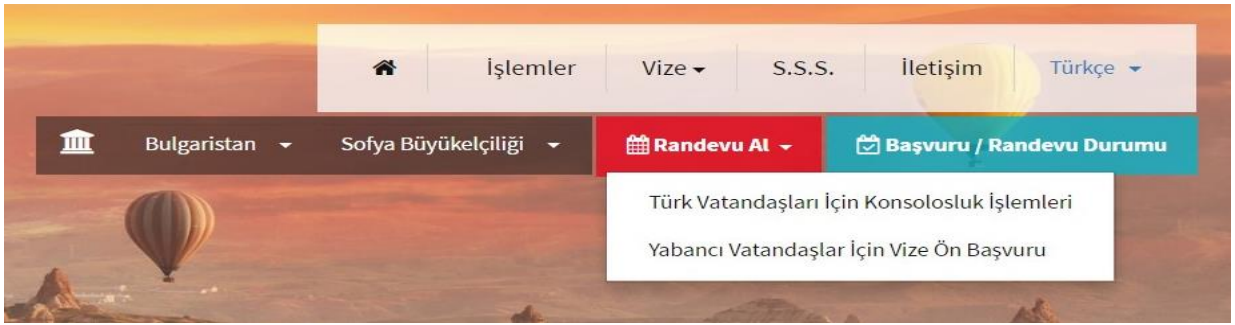 İşlemler Vize S.S.S. İletişim Türkçe
Bulgaristan Sofya Büyükelçiliği Randevu Al Başvuru / Randevu Durumu
Türk Vatandaşları İçin Konsolosluk İşlemleri
Yabancı Vatandaşlar İçin Vize Ön Başvuru